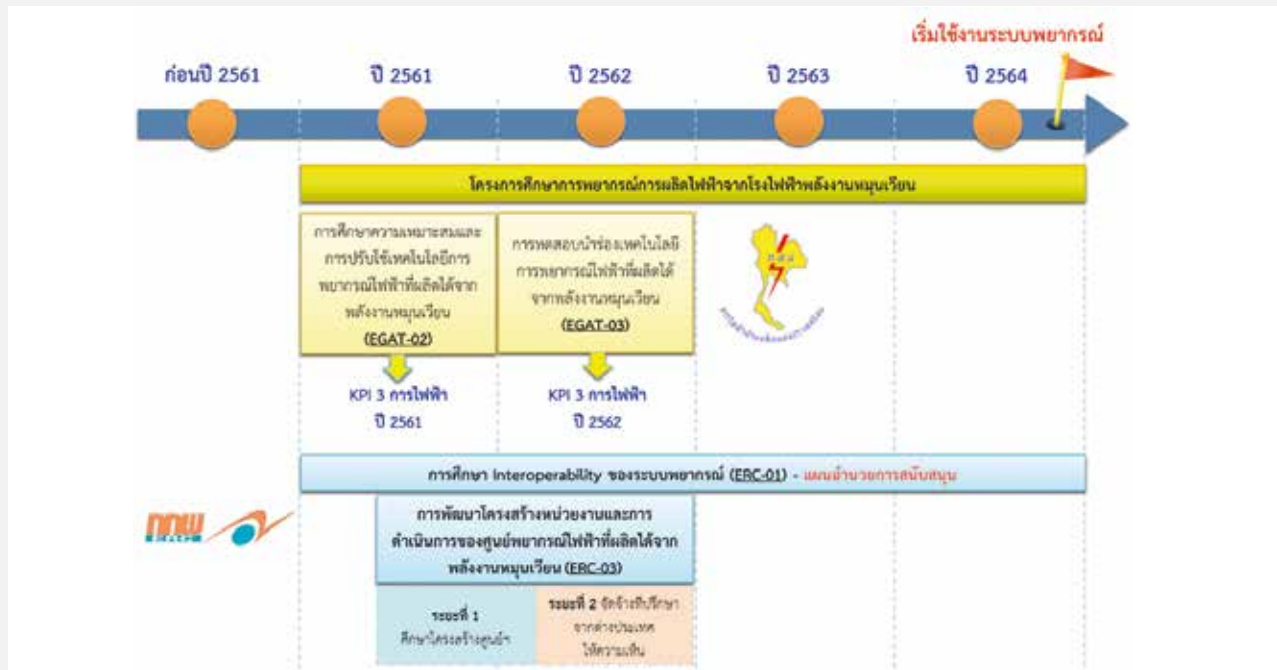 เริ่มใช้งานระบบพยากรณ์
ก่อนปี 2561
ปี 2561
ปี 2562
ปี 2563
ปี 2564
โครงการศึกษาการพยากรณ์การผลิตไฟฟ้าจากโรงไฟฟ้าพลังงานหมุนเวียน
การศึกษาความเหมาะสมและ
การปรับใช้เทคโนโลยีการ
พยากรณ์ไฟฟ้าที่ผลิตได้จาก
พลังงานหมุนเวียน
(EGAT-02)
การทดสอบนำร่องเทคโนโลยี
การพยากรณ์ไฟฟ้าที่ผลิตได้
จากพลังงานหมุนเวียน
(EGAT-03)
KPI 3 การไฟฟ้า
ปี 2561
KPI 3 การไฟฟ้า
ปี 2562
การศึกษา Interoperability ของระบบพยากรณ์ (ERC-01) - แผนอำนวยการสนับสนุน
กกพ
ERC
การพัฒนาโครงสร้างหน่วยงานและการ
ดำเนินการของศูนย์พยากรณ์ไฟฟ้าที่ผลิตได้จาก
พลังงานหมุนเวียน (ERC-03)
ระยะที่ 1
ศึกษาโครงสร้างศูนย์ฯ
ระยะที่ 2 จัดจ้างที่ปรึกษา
จากต่างประเทศ
ให้ความเห็น